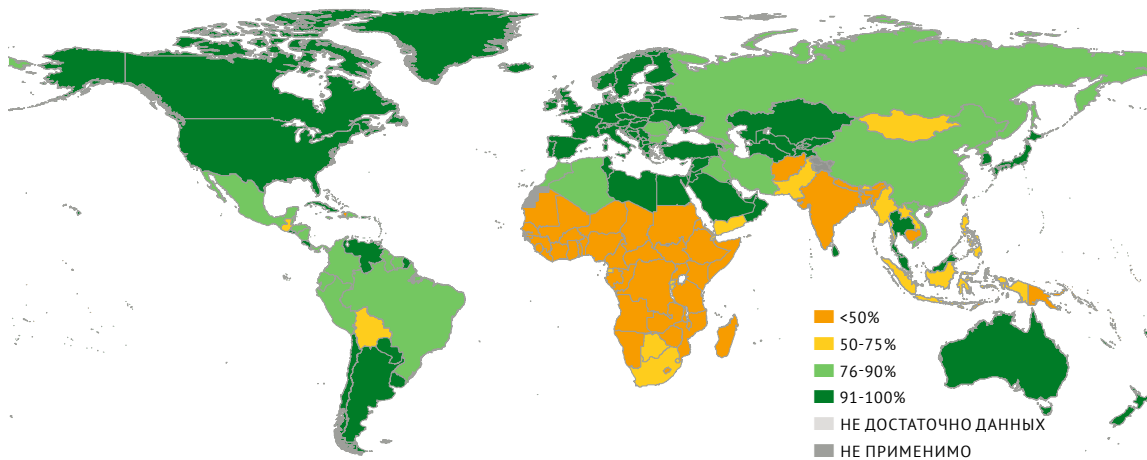 <50%
50-75%
76-90%
91-100%
НЕ ДОСТАТОЧНО ДАННЫХ
НЕ ПРИМЕНИМО